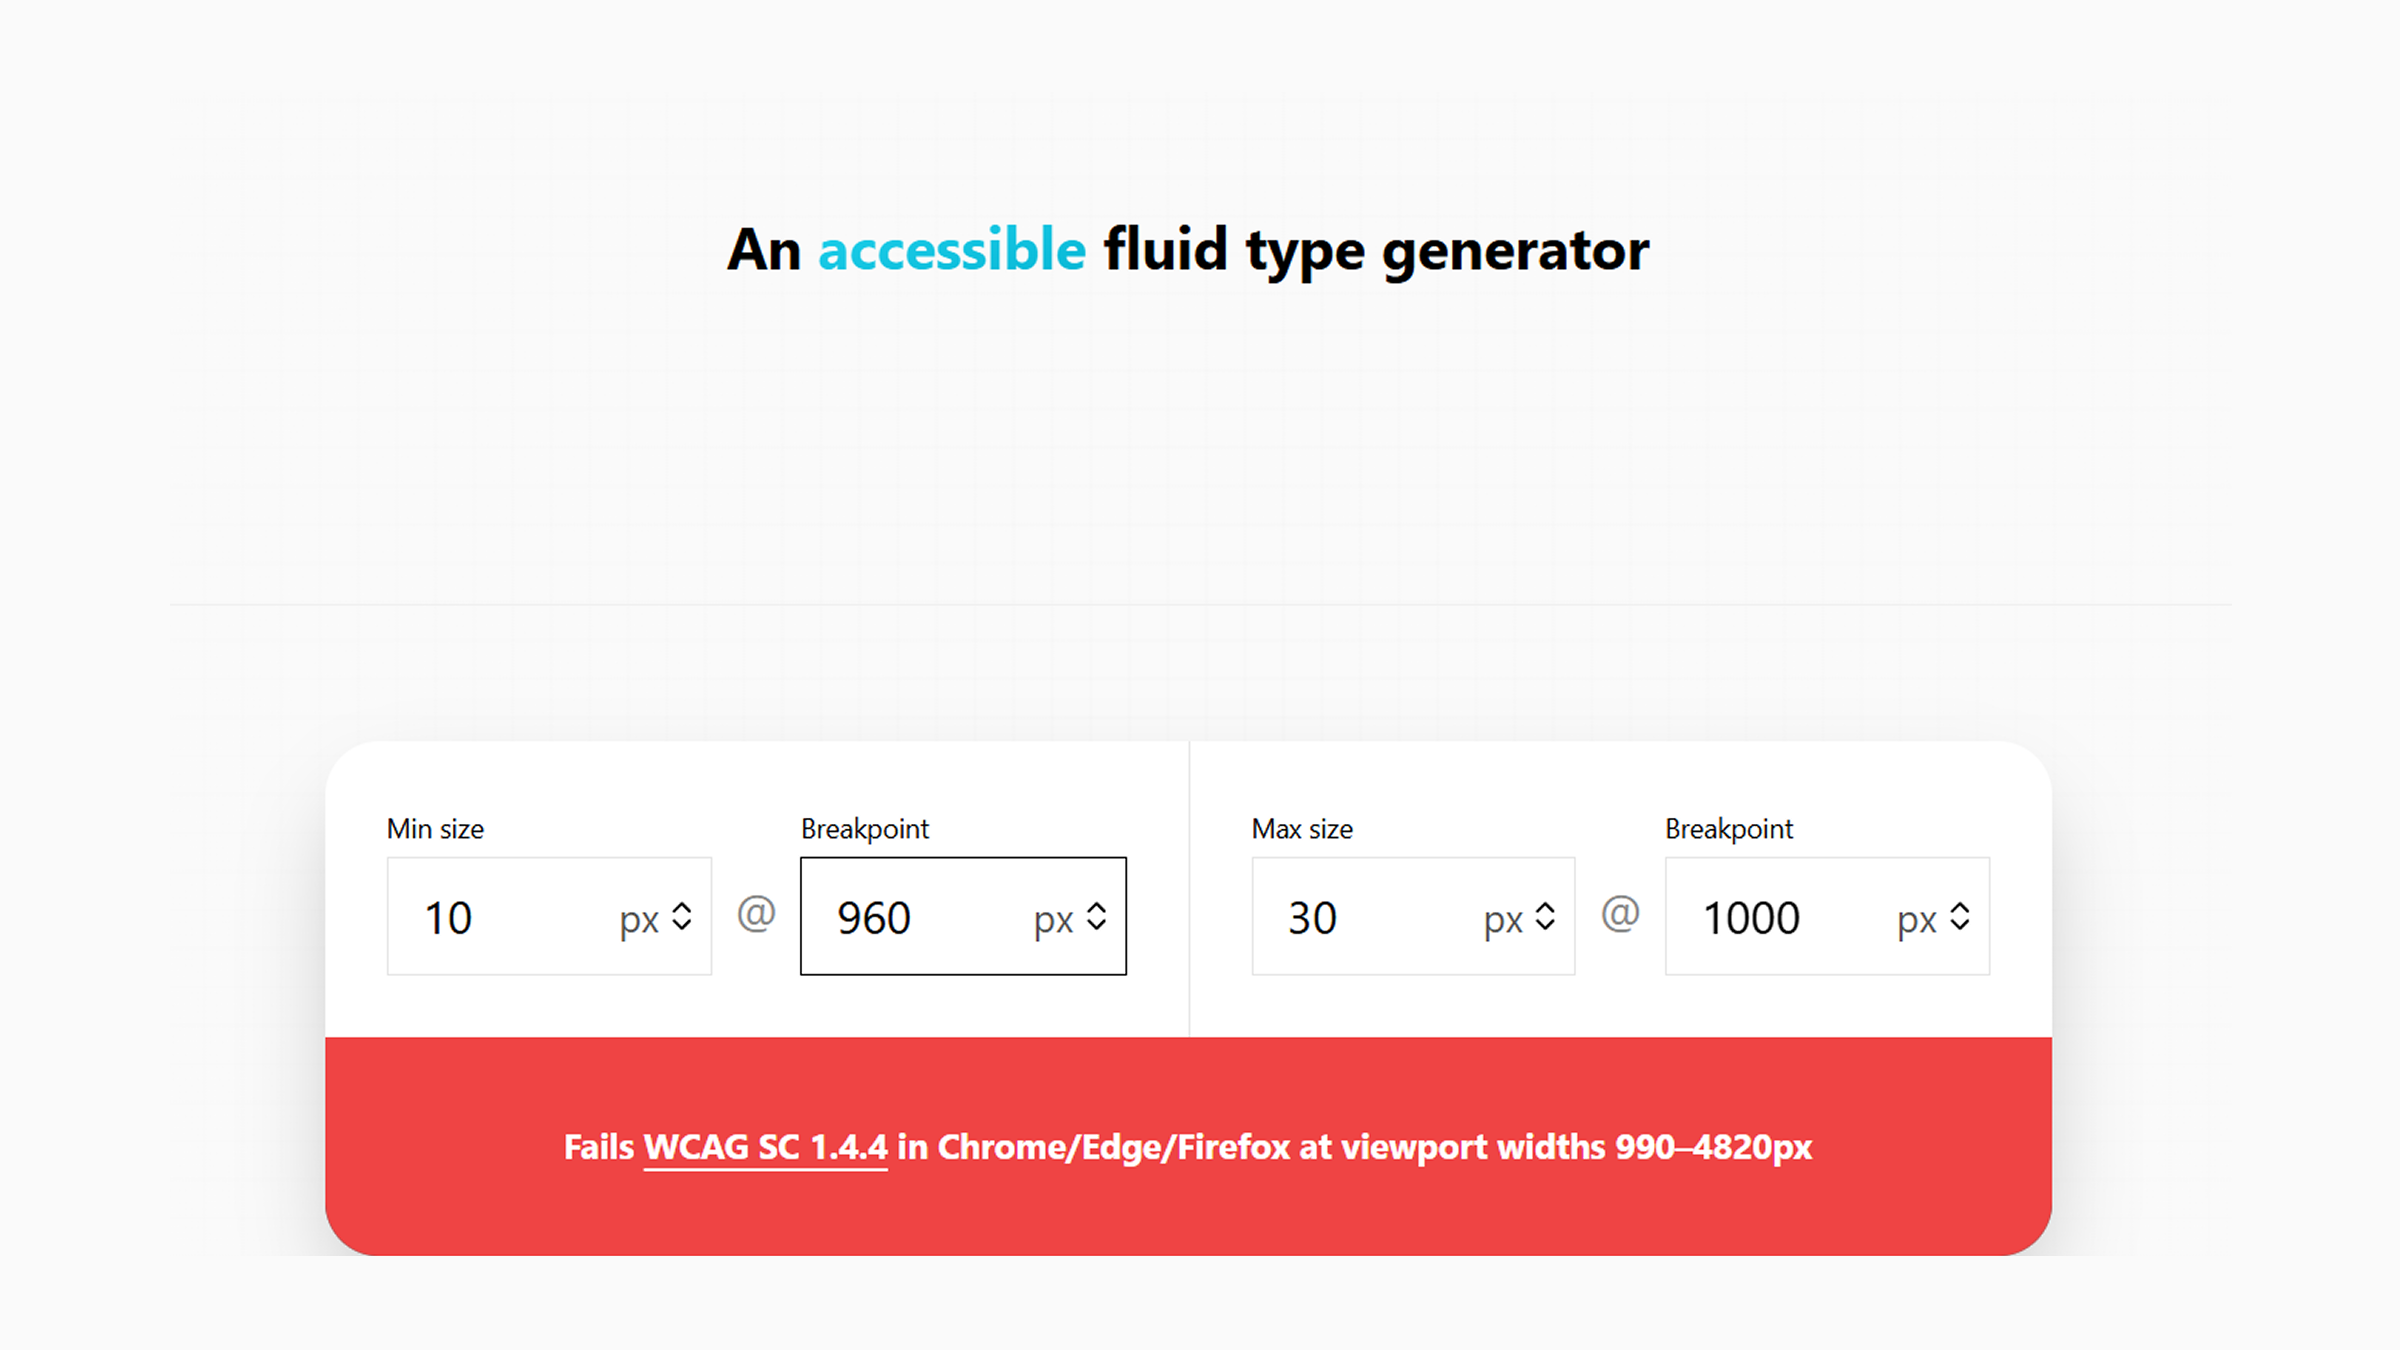 An accessible fluid type generator
Min size
Breakpoint
Max size
Breakpoint
10 px @ 960 px
30 px @ 1000 px
Fails WCAG SC 1.4.4 in Chrome/Edge/Firefox at viewport widths 990–4820px